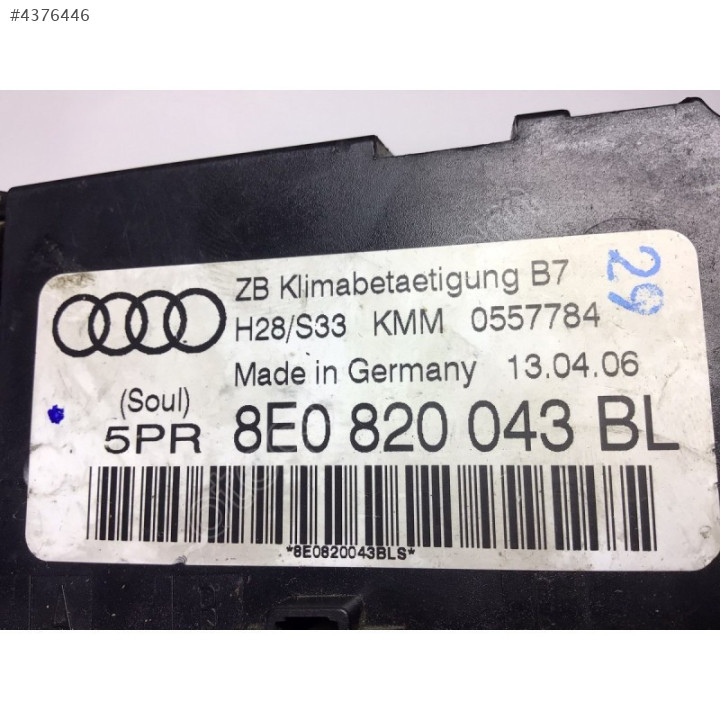 #4376446
ZB Klimabetaetigung B7
29
H28/S33 KMM 0557784
Made in Germany 13.04.06
(Soul)
5PR 8E0 820 043 BL
*8E0820043BLS*